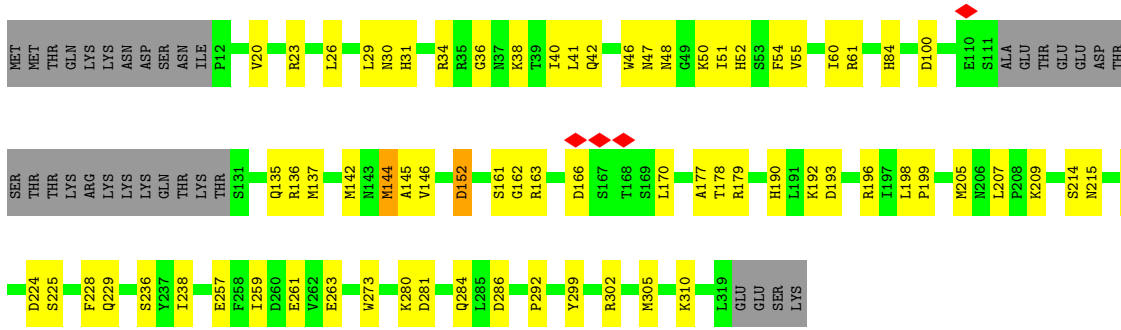 MET MET THR GLN LYS LYS ASN ASP SER ASN ILE P12 V20 R23 L26 L29 N30 H31 R34 R35 G36 N37 K38 T39 I40 L41 Q42 W46 N47 N48 G49 K50 I51 H52 S53 F54 V55 I60 R61 H84 D100 E110 S111 ALA GLU THR GLU GLU ASP THR
SER THR THR LYS ARG LYS LYS LYS GLN THR LYS THR S131 Q135 R136 M137 M142 N143 M144 A145 V146 D152 S161 G162 R163 D166 S167 T168 S169 L170 A177 T178 R179 H190 L191 K192 D193 R196 I197 L198 P199 M205 N206 L207 P208 K209 S214 N215
D224 S225 F228 Q229 S236 Y237 I238 E257 F258 I259 D260 E261 V262 E263 W273 K280 D281 Q284 L285 D286 P292 Y299 R302 M305 K310 L319 GLU GLU SER LYS